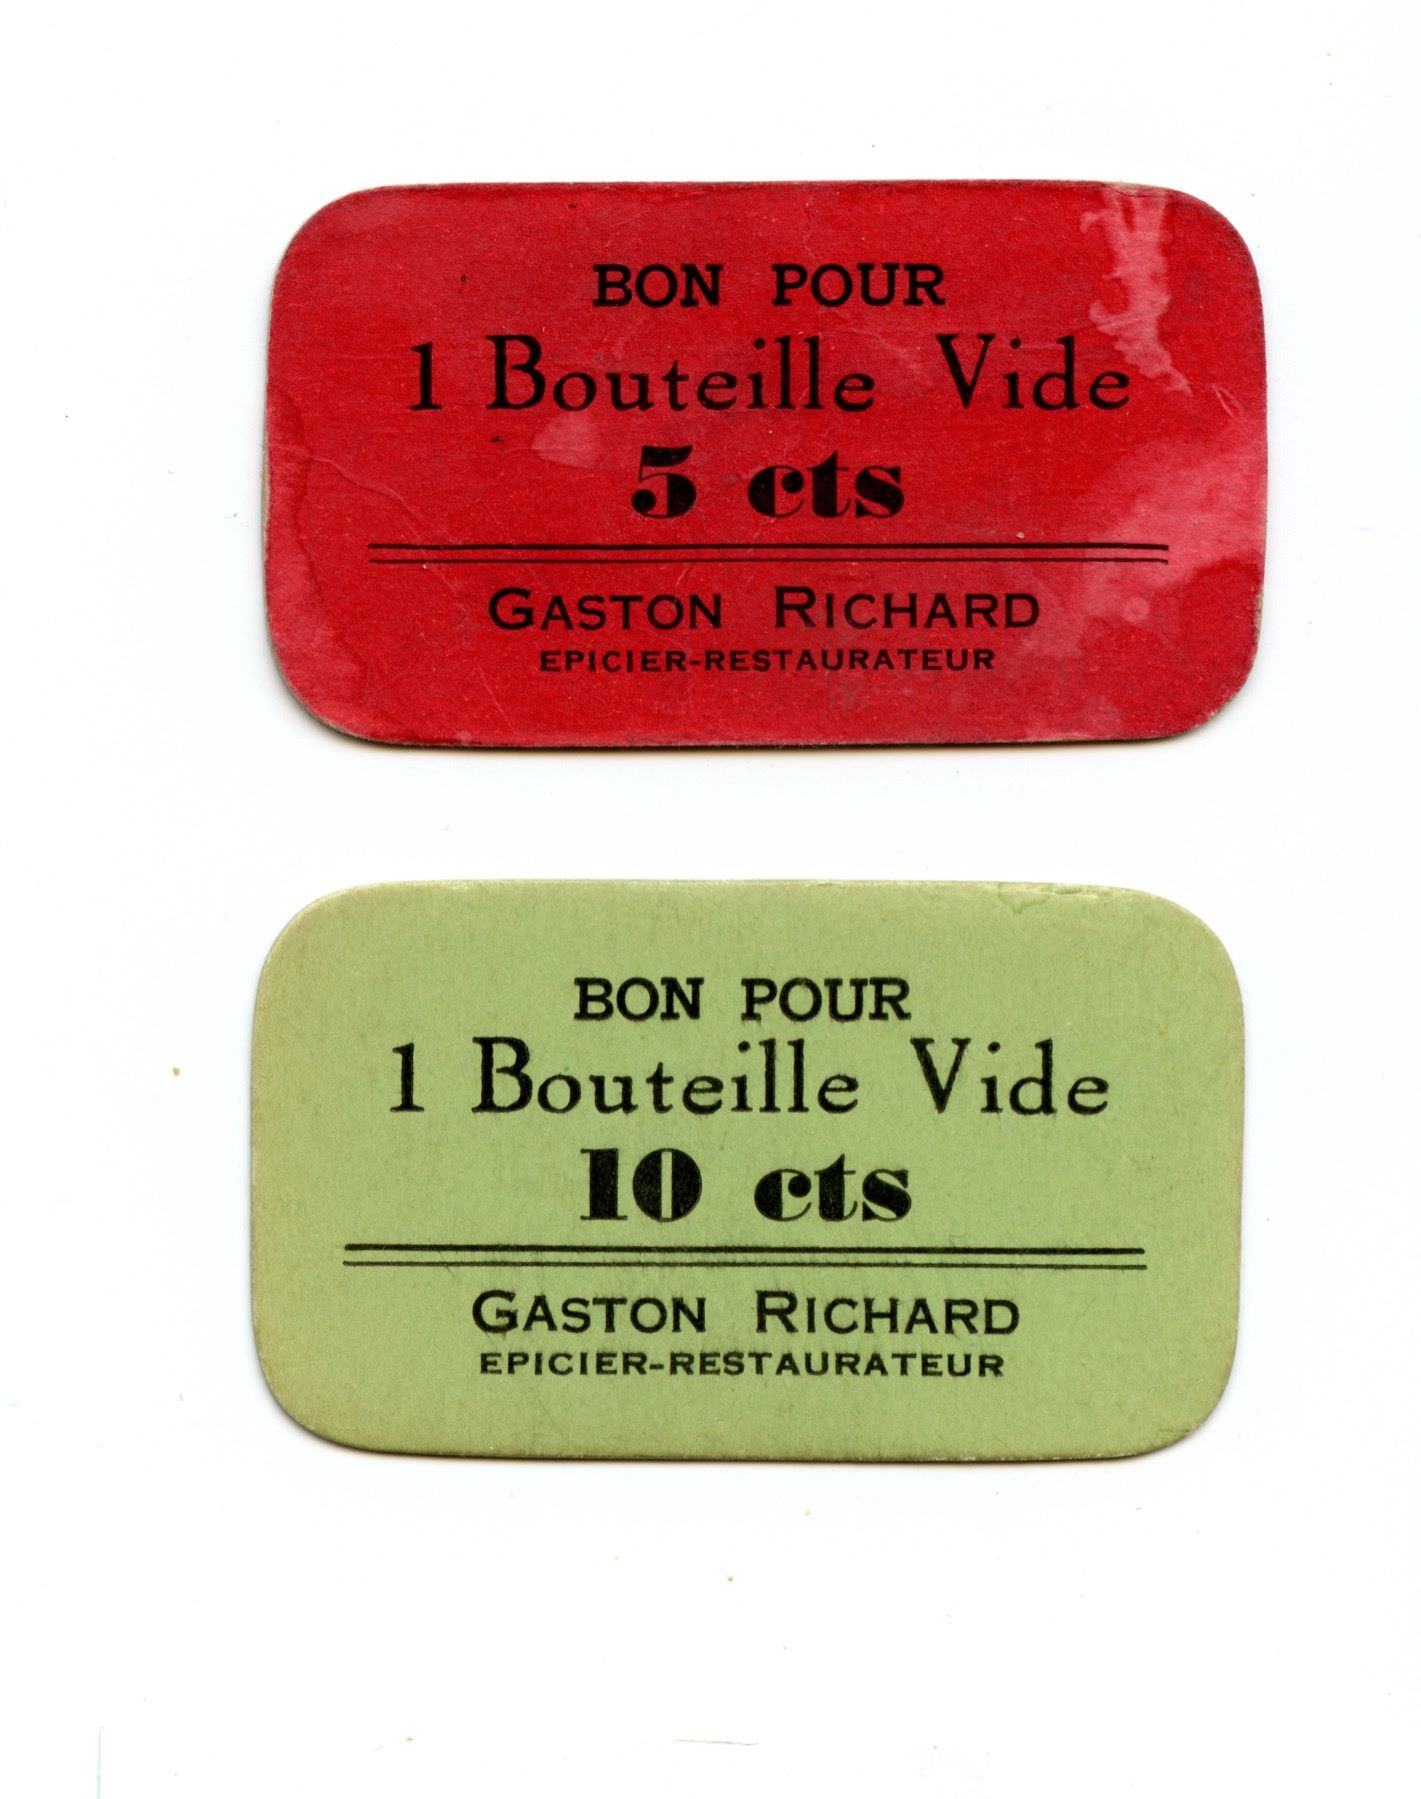 BON POUR
1 Bouteille Vide
5 cts
GASTON RICHARD
EPICIER-RESTAURATEUR
BON POUR
1 Bouteille Vide
10 cts
GASTON RICHARD
EPICIER-RESTAURATEUR